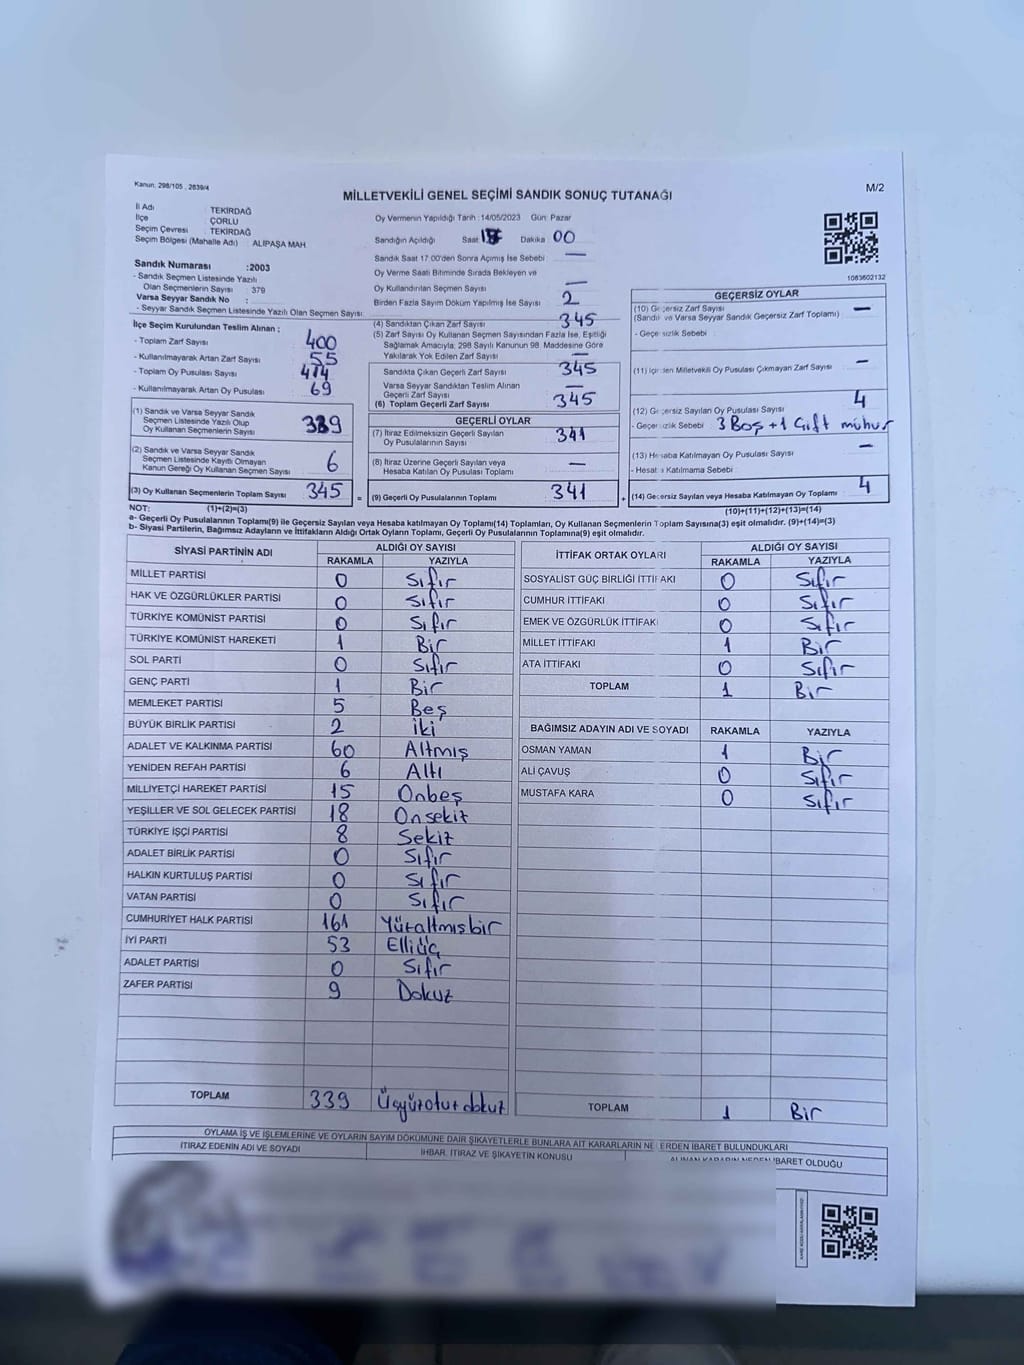 Kanun, 298/105 , 2839/4
M/2
MİLLETVEKİLİ GENEL SEÇİMİ SANDIK SONUÇ TUTANAĞI
İl Adı : TEKİRDAĞ
İlçe : ÇORLU
Seçim Çevresi : TEKİRDAĞ
Seçim Bölgesi (Mahalle Adı) : ALİPAŞA MAH
Sandık Numarası :2003
- Sandık Seçmen Listesinde Yazılı
Olan Seçmenlerin Sayısı : 379
Varsa Seyyar Sandık No :
- Seyyar Sandık Seçmen Listesinde Yazılı Olan Seçmen Sayısı:
İlçe Seçim Kurulundan Teslim Alınan :
- Toplam Zarf Sayısı : 400
- Kullanılmayarak Artan Zarf Sayısı : 55
- Toplam Oy Pusulası Sayısı : 414
- Kullanılmayarak Artan Oy Pusulası : 69
(1) Sandık ve Varsa Seyyar Sandık
Seçmen Listesinde Yazılı Olup
Oy Kullanan Seçmenlerin Sayısı 339
(2) Sandık ve Varsa Seyyar Sandık
Seçmen Listesinde Kayıtlı Olmayan
Kanun Gereği Oy Kullanan Seçmen Sayısı 6
(3) Oy Kullanan Seçmenlerin Toplam Sayısı 345
Oy Vermenin Yapıldığı Tarih :14/05/2023 Gün: Pazar
Sandığın Açıldığı Saat 17 Dakika 00
Sandık Saat 17:00'den Sonra Açımış İse Sebebi : —
Oy Verme Saati Bitiminde Sırada Bekleyen ve
Oy Kullandırılan Seçmen Sayısı : —
Birden Fazla Sayım Döküm Yapılmış İse Sayısı : 2
(4) Sandıktan Çıkan Zarf Sayısı : 345
(5) Zarf Sayısı Oy Kullanan Seçmen Sayısından Fazla İse, Eşitliği
Sağlamak Amacıyla, 298 Sayılı Kanunun 98. Maddesine Göre
Yakılarak Yok Edilen Zarf Sayısı : —
Sandıkta Çıkan Geçerli Zarf Sayısı : 345
Varsa Seyyar Sandıktan Teslim Alınan
Geçerli Zarf Sayısı : —
(6) Toplam Geçerli Zarf Sayısı : 345
GEÇERLİ OYLAR
(7) İtiraz Edilmeksizin Geçerli Sayılan
Oy Pusulalarının Sayısı : 341
(8) İtiraz Üzerine Geçerli Sayılan veya
Hesaba Katılan Oy Pusulası Toplamı : —
= (9) Geçerli Oy Pusulalarının Toplamı : 341 +
1083602132
GEÇERSİZ OYLAR
(10) Geçersiz Zarf Sayısı : —
(Sandık ve Varsa Seyyar Sandık Geçersiz Zarf Toplamı)
- Geçersizlik Sebebi :
(11) İçinden Milletvekili Oy Pusulası Çıkmayan Zarf Sayısı : —
(12) Geçersiz Sayılan Oy Pusulası Sayısı : 4
- Geçersizlik Sebebi : 3 Boş + 1 Çift mühür
(13) Hesaba Katılmayan Oy Pusulası Sayısı : —
- Hesaba Katılmama Sebebi :
(14) Geçersiz Sayılan veya Hesaba Katılmayan Oy Toplamı : 4
NOT: (1)+(2)=(3)
(10)+(11)+(12)+(13)=(14)
a- Geçerli Oy Pusulalarının Toplamı(9) ile Geçersiz Sayılan veya Hesaba katılmayan Oy Toplamı(14) Toplamları, Oy Kullanan Seçmenlerin Toplam Sayısına(3) eşit olmalıdır. (9)+(14)=(3)
b- Siyasi Partilerin, Bağımsız Adayların ve İttifakların Aldığı Ortak Oyların Toplamı, Geçerli Oy Pusulalarının Toplamına(9) eşit olmalıdır.
SİYASİ PARTİNİN ADI ALDIĞI OY SAYISI
RAKAMLA YAZIYLA
MİLLET PARTİSİ 0 Sıfır
HAK VE ÖZGÜRLÜKLER PARTİSİ 0 Sıfır
TÜRKİYE KOMÜNİST PARTİSİ 0 Sıfır
TÜRKİYE KOMÜNİST HAREKETİ 1 Bir
SOL PARTİ 0 Sıfır
GENÇ PARTİ 1 Bir
MEMLEKET PARTİSİ 5 Beş
BÜYÜK BİRLİK PARTİSİ 2 İki
ADALET VE KALKINMA PARTİSİ 60 Altmış
YENİDEN REFAH PARTİSİ 6 Altı
MİLLİYETÇİ HAREKET PARTİSİ 15 Onbeş
YEŞİLLER VE SOL GELECEK PARTİSİ 18 Onsekiz
TÜRKİYE İŞÇİ PARTİSİ 8 Sekiz
ADALET BİRLİK PARTİSİ 0 Sıfır
HALKIN KURTULUŞ PARTİSİ 0 Sıfır
VATAN PARTİSİ 0 Sıfır
CUMHURİYET HALK PARTİSİ 161 Yüzaltmışbir
İYİ PARTİ 53 Elliüç
ADALET PARTİSİ 0 Sıfır
ZAFER PARTİSİ 9 Dokuz
TOPLAM 339 Üçyüzotuzdokuz
İTTİFAK ORTAK OYLARI ALDIĞI OY SAYISI
RAKAMLA YAZIYLA
SOSYALİST GÜÇ BİRLİĞİ İTTİFAKI 0 Sıfır
CUMHUR İTTİFAKI 0 Sıfır
EMEK VE ÖZGÜRLÜK İTTİFAKI 0 Sıfır
MİLLET İTTİFAKI 1 Bir
ATA İTTİFAKI 0 Sıfır
TOPLAM 1 Bir
BAĞIMSIZ ADAYIN ADI VE SOYADI RAKAMLA YAZIYLA
OSMAN YAMAN 1 Bir
ALİ ÇAVUŞ 0 Sıfır
MUSTAFA KARA 0 Sıfır
TOPLAM 1 Bir
OYLAMA İŞ VE İŞLEMLERİNE VE OYLARIN SAYIM DÖKÜMÜNE DAİR ŞİKAYETLERLE BUNLARA AİT KARARLARIN NELERDEN İBARET BULUNDUKLARI
İTİRAZ EDENİN ADI VE SOYADI İHBAR, İTİRAZ VE ŞİKAYETİN KONUSU ALINAN KARARIN NEDEN İBARET OLDUĞU